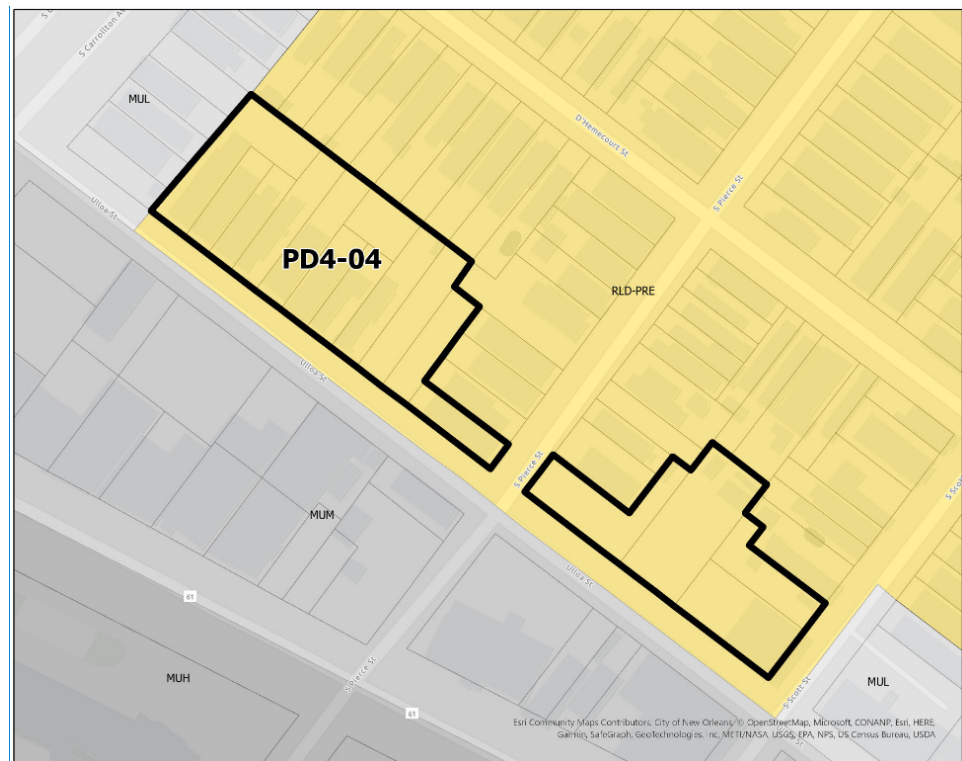 S Carrollton Av
MUL
D'Hemecourt St
S Pierce St
Ulloa St
PD4-04
RLD-PRE
Ulloa St
S Pierce St
S Scot
MUM
Ulloa St
61
S Pierce St
MUH
S Scott St
MUL
61
Esri Community Maps Contributors, City of New Orleans, © OpenStreetMap, Microsoft, CONANP, Esri, HERE,
Garmin, SafeGraph, GeoTechnologies, Inc, METI/NASA, USGS, EPA, NPS, US Census Bureau, USDA